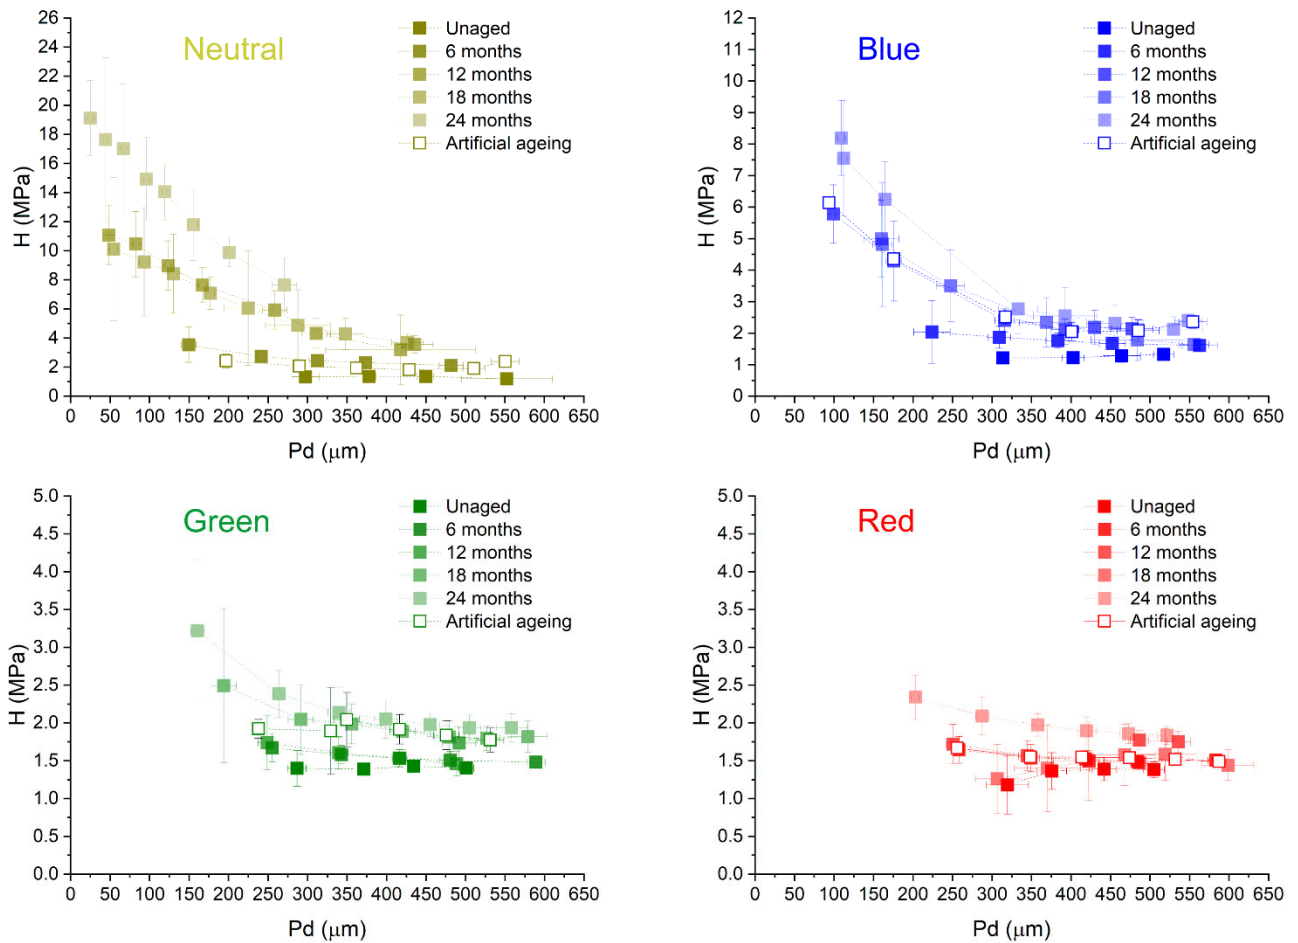 Neutral
Unaged
6 months
12 months
18 months
24 months
Artificial ageing
26
24
22
20
18
16
14
12
10
8
6
4
2
0
H (MPa)
0 50 100 150 200 250 300 350 400 450 500 550 600 650
Pd (μm)
Blue
Unaged
6 months
12 months
18 months
24 months
Artificial ageing
12
11
10
9
8
7
6
5
4
3
2
1
0
H (MPa)
0 50 100 150 200 250 300 350 400 450 500 550 600 650
Pd (μm)
Green
Unaged
6 months
12 months
18 months
24 months
Artificial ageing
5.0
4.5
4.0
3.5
3.0
2.5
2.0
1.5
1.0
0.5
0.0
H (MPa)
0 50 100 150 200 250 300 350 400 450 500 550 600 650
Pd (μm)
Red
Unaged
6 months
12 months
18 months
24 months
Artificial ageing
5.0
4.5
4.0
3.5
3.0
2.5
2.0
1.5
1.0
0.5
0.0
H (MPa)
0 50 100 150 200 250 300 350 400 450 500 550 600 650
Pd (μm)